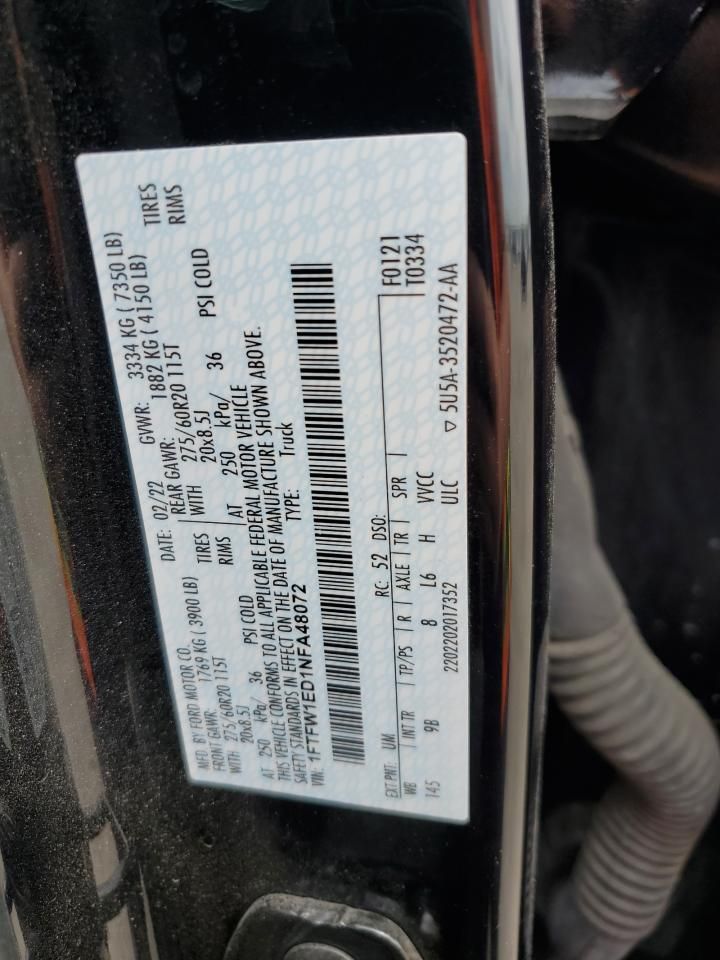 MFD. BY FORD MOTOR CO.
DATE: 02/22 GVWR: 3334 KG ( 7350 LB)
FRONT GAWR: 1769 KG ( 3900 LB) REAR GAWR: 1882 KG ( 4150 LB)
WITH 275/60R20 115T TIRES WITH 275/60R20 115T TIRES
20x8.5J RIMS 20x8.5J RIMS
AT 250 kPa/ 36 PSI COLD AT 250 kPa/ 36 PSI COLD
THIS VEHICLE CONFORMS TO ALL APPLICABLE FEDERAL MOTOR VEHICLE
SAFETY STANDARDS IN EFFECT ON THE DATE OF MANUFACTURE SHOWN ABOVE.
VIN: 1FTFW1ED1NFA48072 TYPE: Truck
EXT PNT: UM RC: 52 DSO: F0121
WB INT TR TP/PS R AXLE TR SPR T0334
145 9B 8 L6 H VVCC
2202202017352 ULC ▽ 5U5A-3520472-AA